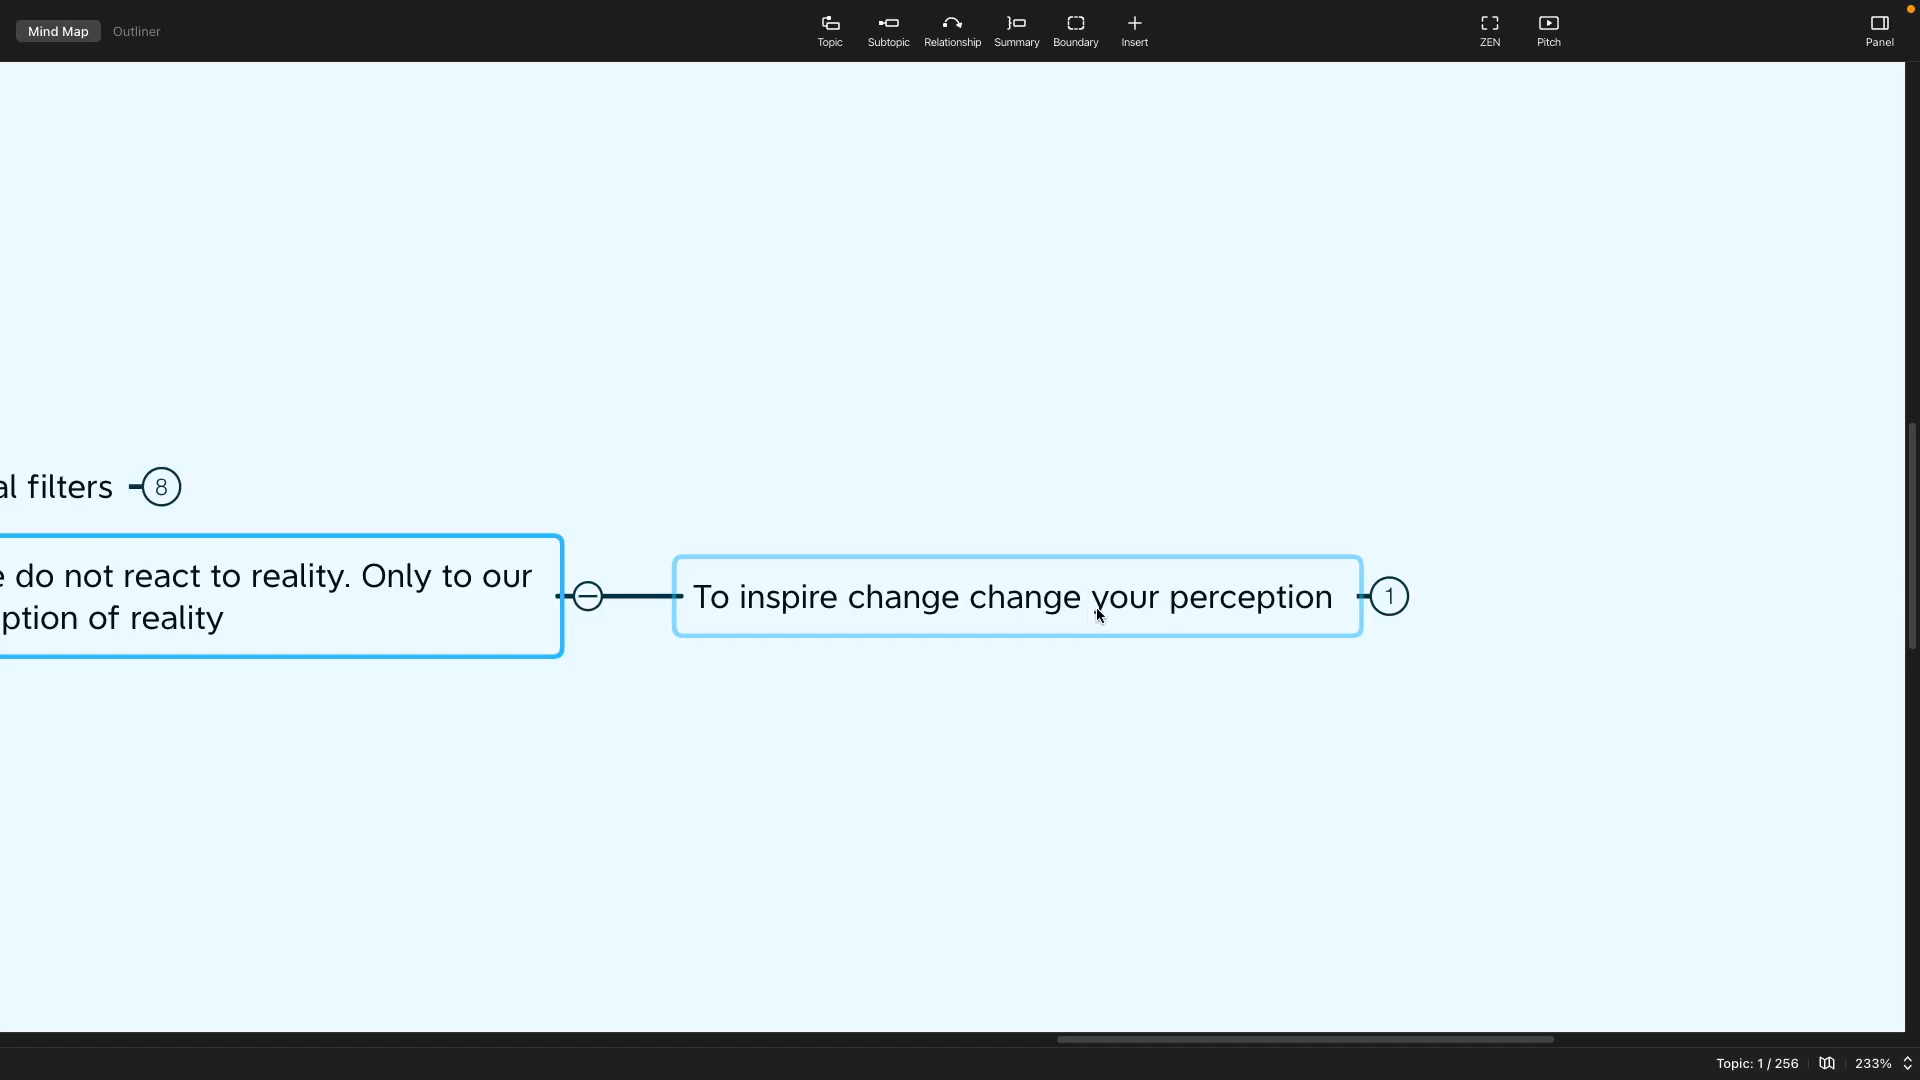 Mind Map Outliner
Topic Subtopic Relationship Summary Boundary Insert ZEN Pitch Panel
al filters 8
do not react to reality. Only to our
ption of reality
To inspire change change your perception 1
Topic: 1 / 256 233%